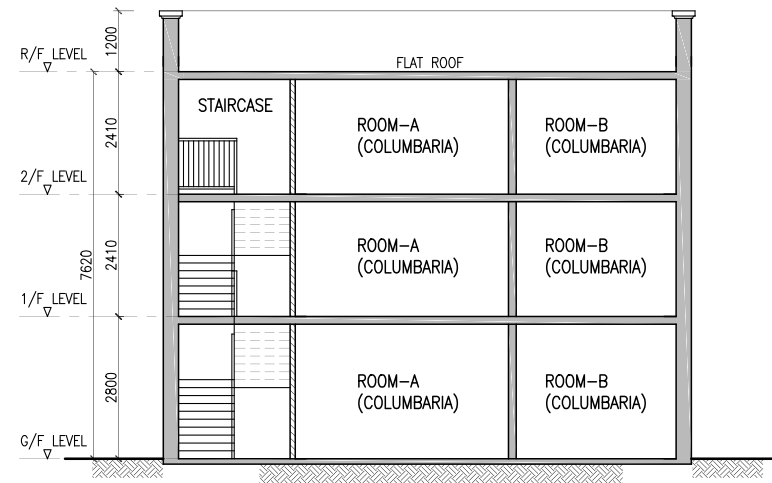 1200
R/F LEVEL
FLAT ROOF
STAIRCASE
2410
ROOM-A
(COLUMBARIA)
ROOM-B
(COLUMBARIA)
2/F LEVEL
2410
7620
ROOM-A
(COLUMBARIA)
ROOM-B
(COLUMBARIA)
1/F LEVEL
2800
ROOM-A
(COLUMBARIA)
ROOM-B
(COLUMBARIA)
G/F LEVEL